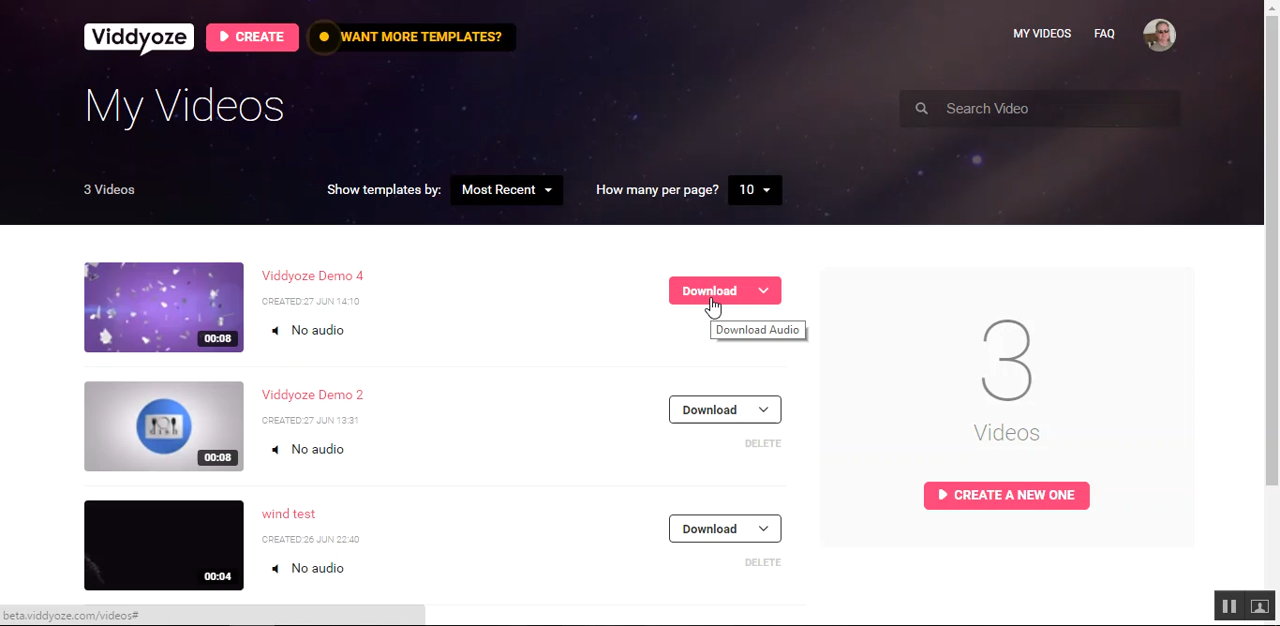 Viddyoze
CREATE
WANT MORE TEMPLATES?
MY VIDEOS
FAQ
My Videos
Search Video
3 Videos
Show templates by:
Most Recent
How many per page?
10
00:08
Viddyoze Demo 4
CREATED:27 JUN 14:10
No audio
Download
Download Audio
00:08
Viddyoze Demo 2
CREATED:27 JUN 13:31
No audio
Download
DELETE
00:04
wind test
CREATED:26 JUN 22:40
No audio
Download
DELETE
3
Videos
CREATE A NEW ONE
beta.viddyoze.com/videos#